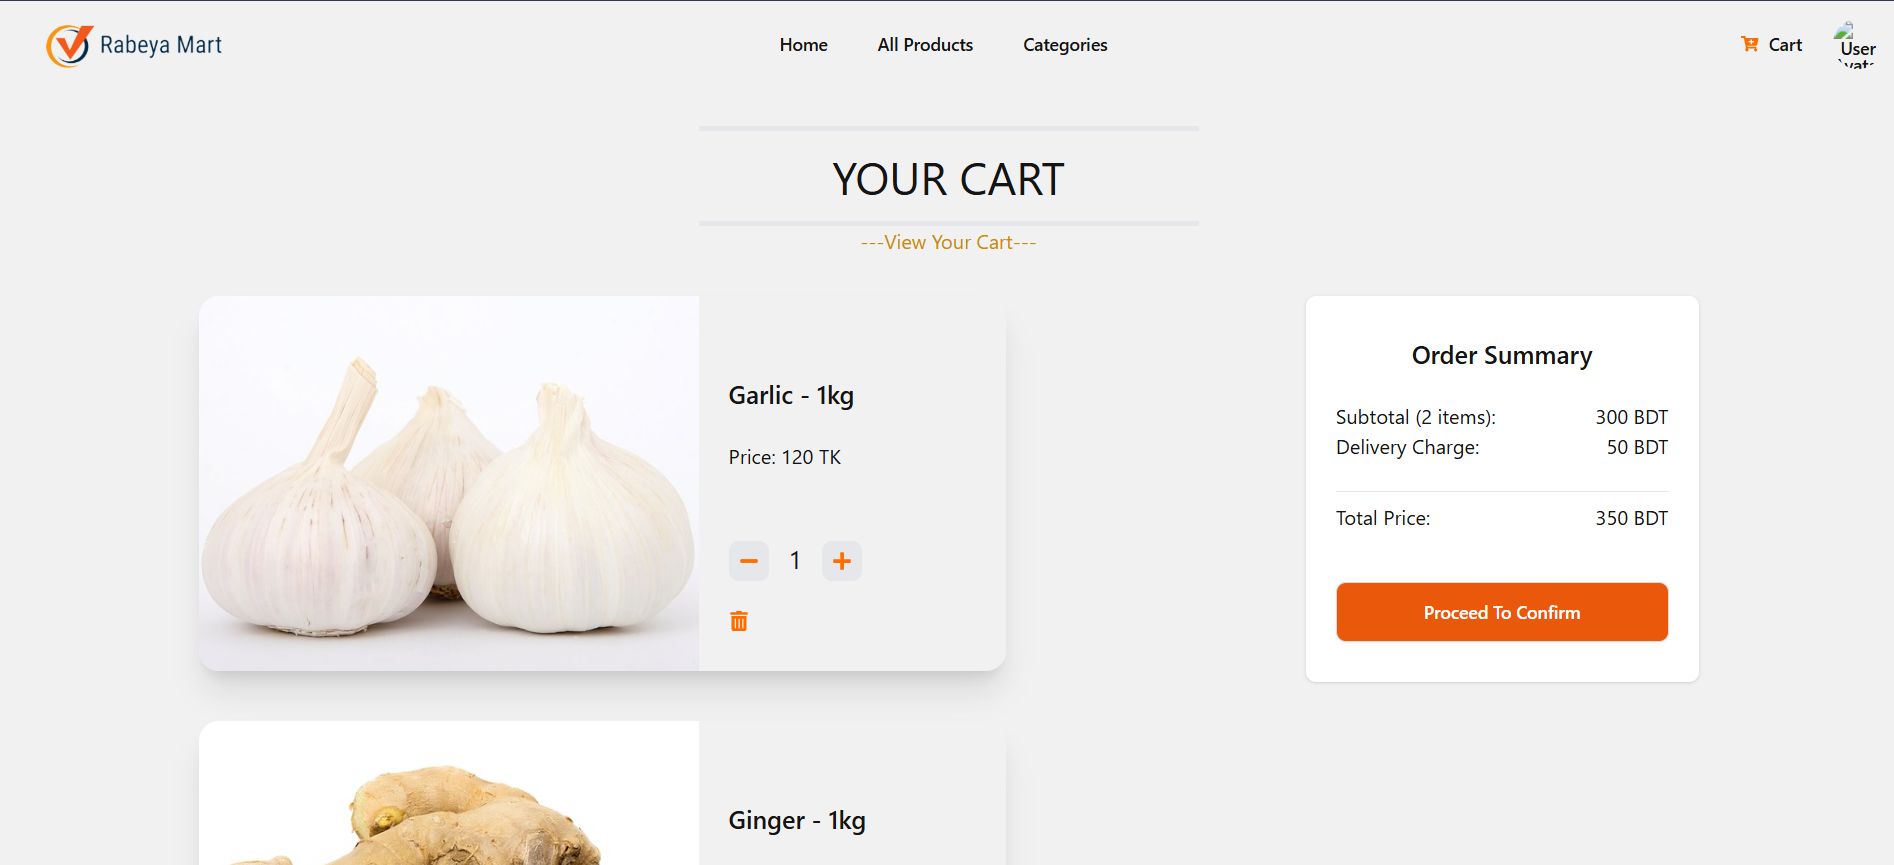 Rabeya Mart
Home
All Products
Categories
Cart
User
YOUR CART
---View Your Cart---
Garlic - 1kg
Price: 120 TK
1
Ginger - 1kg
Order Summary
Subtotal (2 items): 300 BDT
Delivery Charge: 50 BDT
Total Price: 350 BDT
Proceed To Confirm